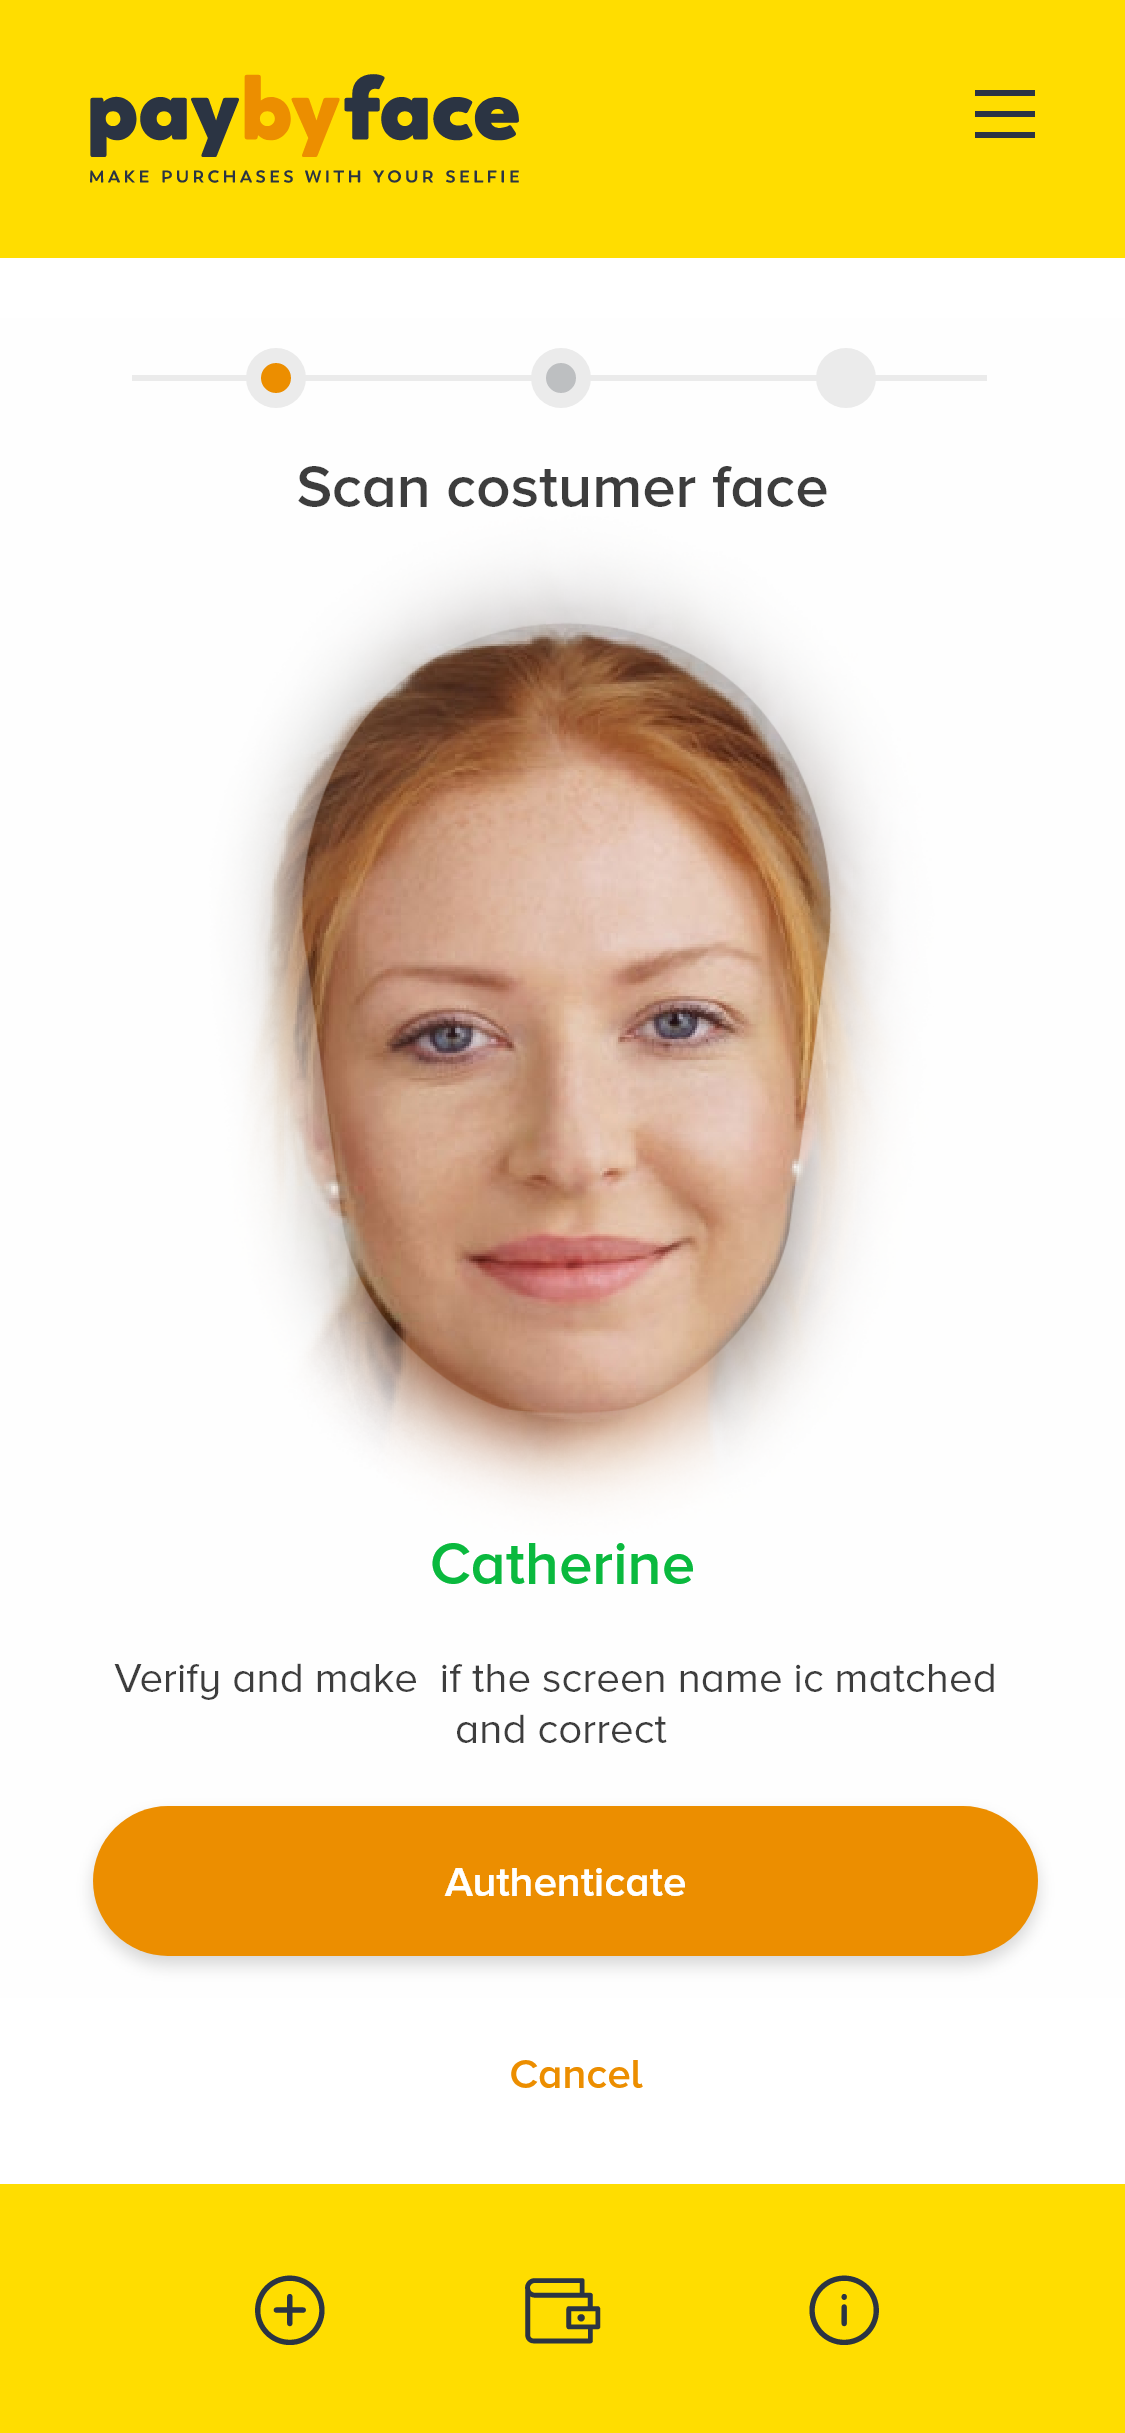 paybyface
MAKE PURCHASES WITH YOUR SELFIE
Scan costumer face
Catherine
Verify and make  if the screen name ic matched
and correct
Authenticate
Cancel